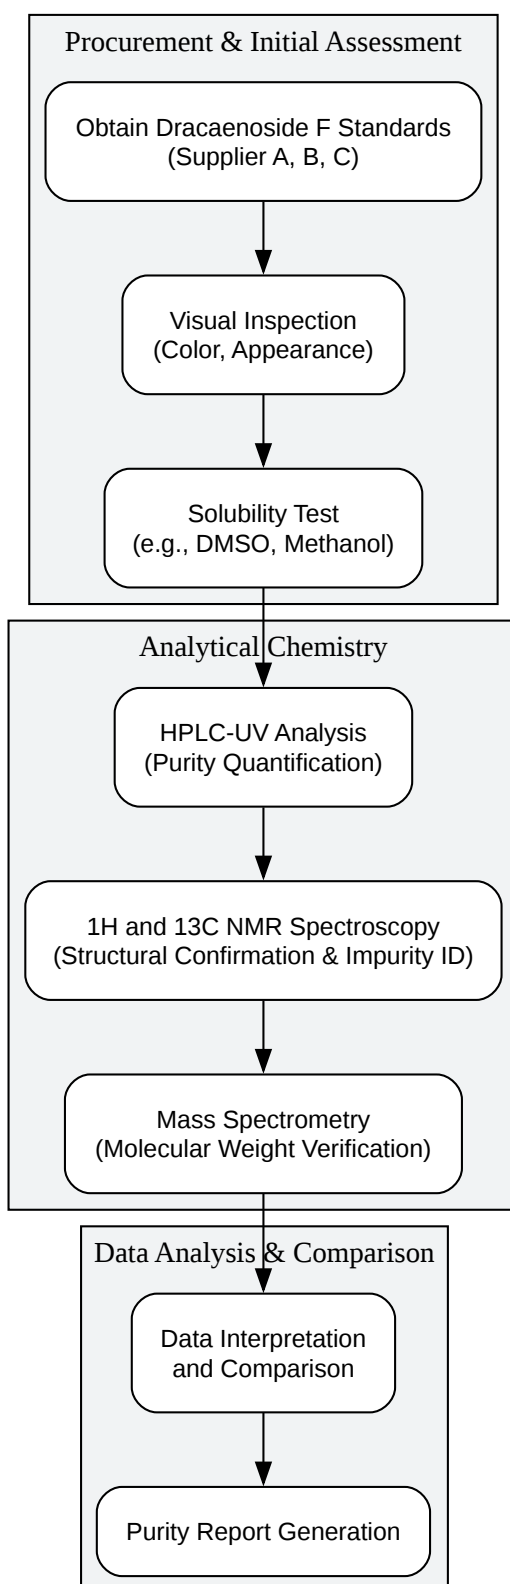 Procurement & Initial Assessment
Obtain Dracaenoside F Standards
(Supplier A, B, C)
Visual Inspection
(Color, Appearance)
Solubility Test
(e.g., DMSO, Methanol)
Analytical Chemistry
HPLC-UV Analysis
(Purity Quantification)
1H and 13C NMR Spectroscopy
(Structural Confirmation & Impurity ID)
Mass Spectrometry
(Molecular Weight Verification)
Data Analysis & Comparison
Data Interpretation
and Comparison
Purity Report Generation